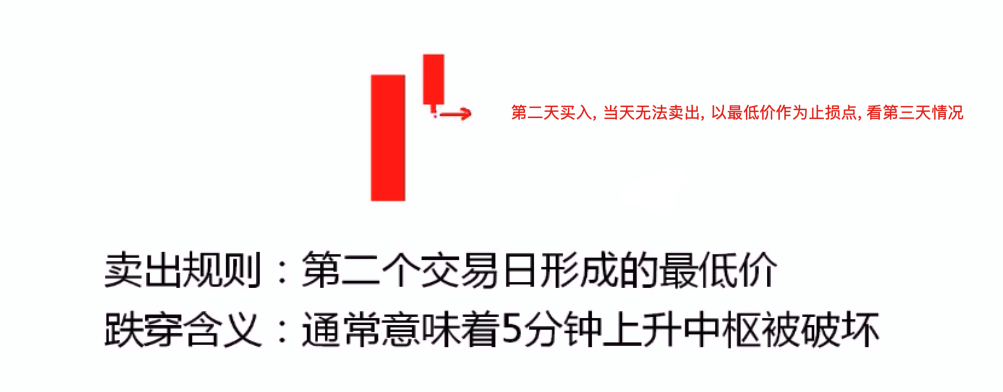 第二天买入, 当天无法卖出, 以最低价作为止损点, 看第三天情况
卖出规则：第二个交易日形成的最低价
跌穿含义：通常意味着5分钟上升中枢被破坏